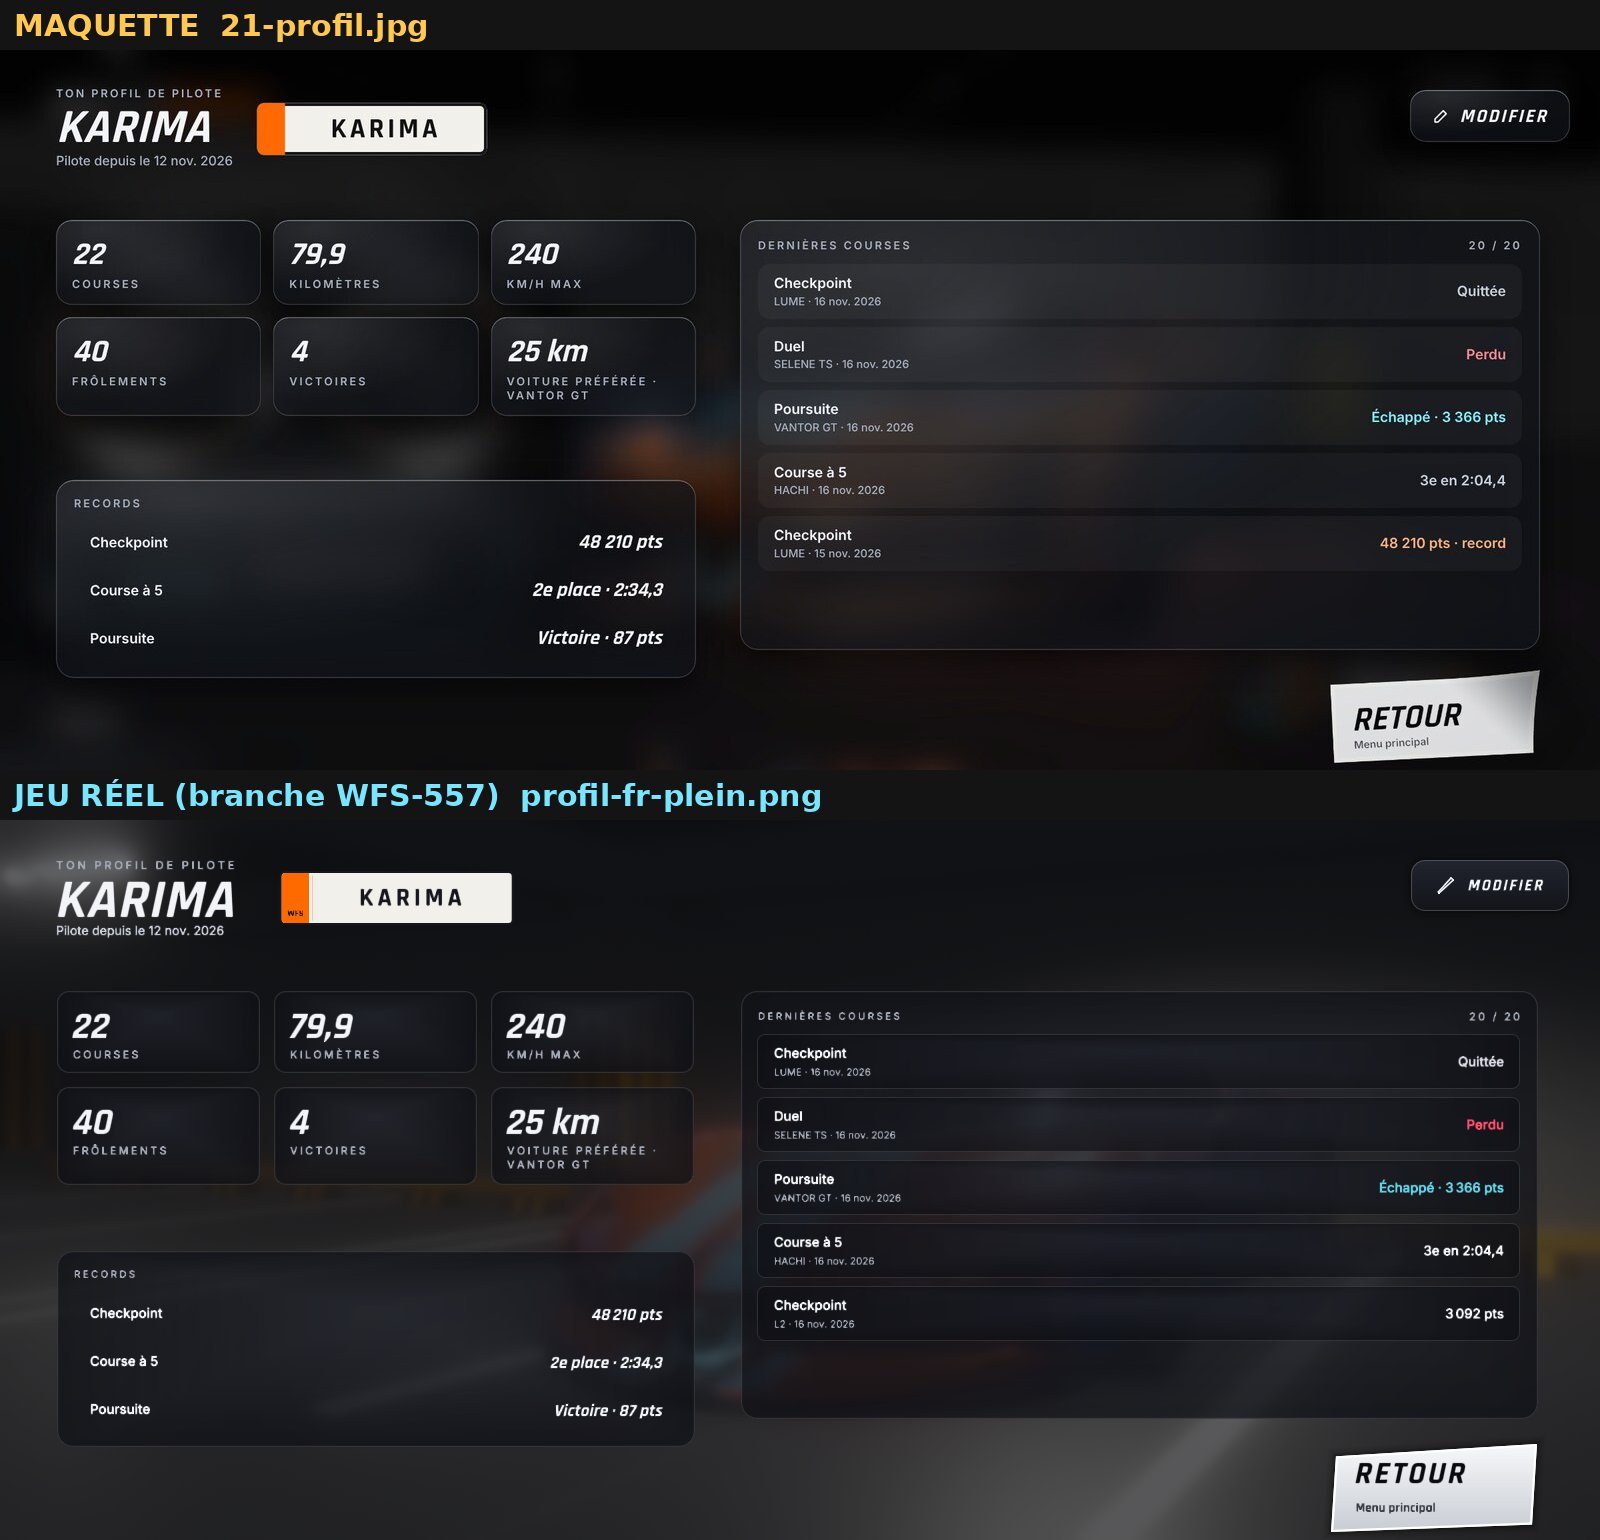 MAQUETTE 21-profil.jpg
TON PROFIL DE PILOTE
KARIMA
KARIMA
Pilote depuis le 12 nov. 2026
MODIFIER
22
COURSES
79,9
KILOMÈTRES
240
KM/H MAX
40
FRÔLEMENTS
4
VICTOIRES
25 km
VOITURE PRÉFÉRÉE ·
VANTOR GT
RECORDS
Checkpoint 48 210 pts
Course à 5 2e place · 2:34,3
Poursuite Victoire · 87 pts
DERNIÈRES COURSES 20 / 20
Checkpoint
LUME · 16 nov. 2026
Quittée
Duel
SELENE TS · 16 nov. 2026
Perdu
Poursuite
VANTOR GT · 16 nov. 2026
Échappé · 3 366 pts
Course à 5
HACHI · 16 nov. 2026
3e en 2:04,4
Checkpoint
LUME · 15 nov. 2026
48 210 pts · record
RETOUR
Menu principal
JEU RÉEL (branche WFS-557) profil-fr-plein.png
TON PROFIL DE PILOTE
KARIMA
WFS
KARIMA
Pilote depuis le 12 nov. 2026
MODIFIER
22
COURSES
79,9
KILOMÈTRES
240
KM/H MAX
40
FRÔLEMENTS
4
VICTOIRES
25 km
VOITURE PRÉFÉRÉE ·
VANTOR GT
RECORDS
Checkpoint 48 210 pts
Course à 5 2e place · 2:34,3
Poursuite Victoire · 87 pts
DERNIÈRES COURSES 20 / 20
Checkpoint
LUME · 16 nov. 2026
Quittée
Duel
SELENE TS · 16 nov. 2026
Perdu
Poursuite
VANTOR GT · 16 nov. 2026
Échappé · 3 366 pts
Course à 5
HACHI · 16 nov. 2026
3e en 2:04,4
Checkpoint
L2 · 16 nov. 2026
3 092 pts
RETOUR
Menu principal